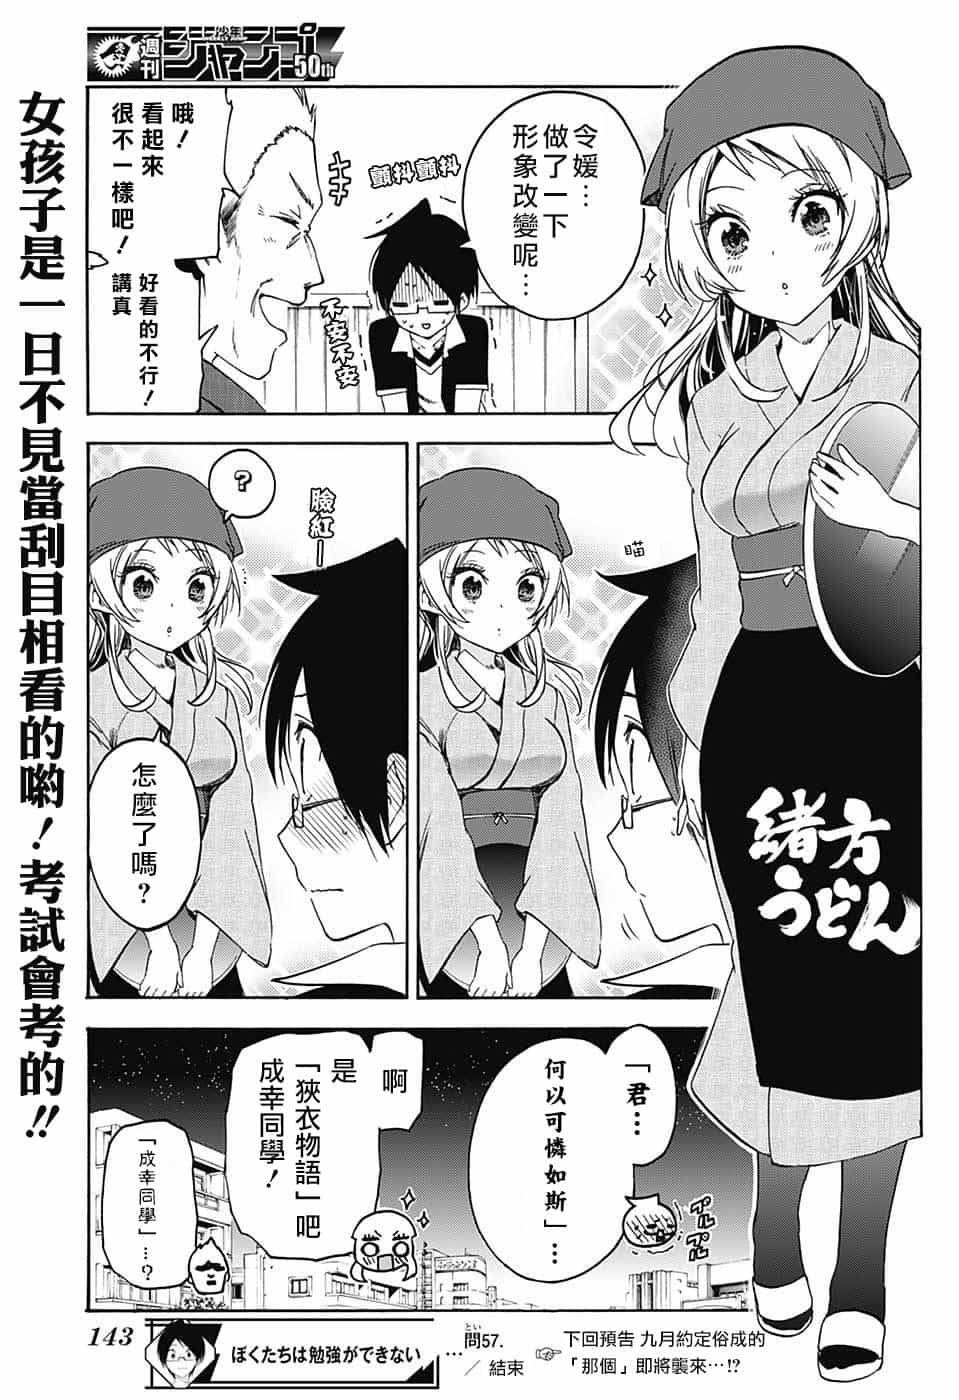 週刊
少年
ジャンプ
50th
令媛…
做了一下
形象改變呢…
顫抖顫抖
不安不安
哦！
看起來
很不一樣吧！
好看的不行！
講真
瞄
臉紅—
？
怎麼了嗎？
緒方
うどん
「君…
何以可憐如斯」…
プルプル
啊
是
「狹衣物語」吧
成幸同學！
「成幸
同學」…？
女孩子是一日不見當刮目相看的喲！考試會考的!!
143
ぼくたちは勉強ができない
…
とい
問57.
／結束
☞
下回預告 九月約定俗成的
「那個」即將襲來…!?